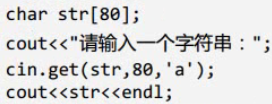 char str[80];
cout<<"请输入一个字符串：";
cin.get(str,80,'a');
cout<<str<<endl;